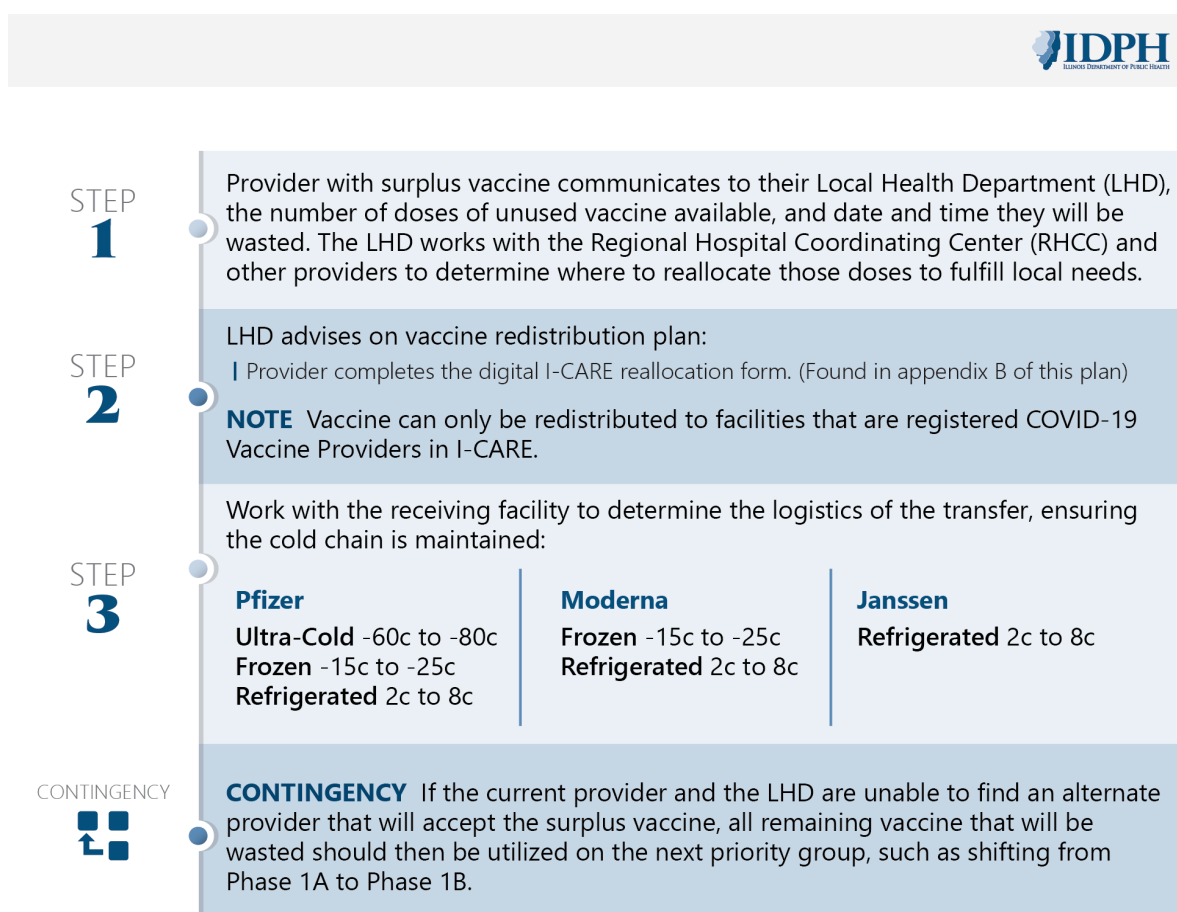 IDPH
ILLINOIS DEPARTMENT OF PUBLIC HEALTH
STEP
1
Provider with surplus vaccine communicates to their Local Health Department (LHD),
the number of doses of unused vaccine available, and date and time they will be
wasted. The LHD works with the Regional Hospital Coordinating Center (RHCC) and
other providers to determine where to reallocate those doses to fulfill local needs.
STEP
2
LHD advises on vaccine redistribution plan:
| Provider completes the digital I-CARE reallocation form. (Found in appendix B of this plan)
NOTE Vaccine can only be redistributed to facilities that are registered COVID-19
Vaccine Providers in I-CARE.
STEP
3
Work with the receiving facility to determine the logistics of the transfer, ensuring
the cold chain is maintained:
Pfizer
Ultra-Cold -60c to -80c
Frozen -15c to -25c
Refrigerated 2c to 8c
Moderna
Frozen -15c to -25c
Refrigerated 2c to 8c
Janssen
Refrigerated 2c to 8c
CONTINGENCY
CONTINGENCY If the current provider and the LHD are unable to find an alternate
provider that will accept the surplus vaccine, all remaining vaccine that will be
wasted should then be utilized on the next priority group, such as shifting from
Phase 1A to Phase 1B.